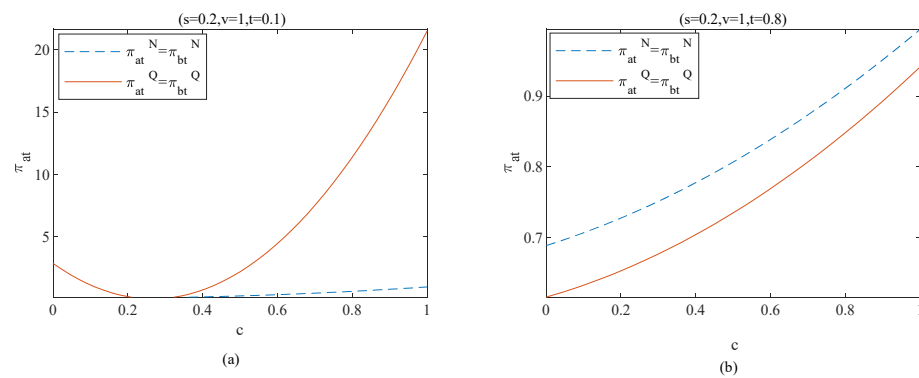 (s=0.2,v=1,t=0.1)
π_at^N=π_bt^N
π_at^Q=π_bt^Q
20
15
10
5
π_at
0 0.2 0.4 0.6 0.8 1
c
(a)
(s=0.2,v=1,t=0.8)
π_at^N=π_bt^N
π_at^Q=π_bt^Q
0.9
0.8
0.7
π_at
0 0.2 0.4 0.6 0.8 1
c
(b)